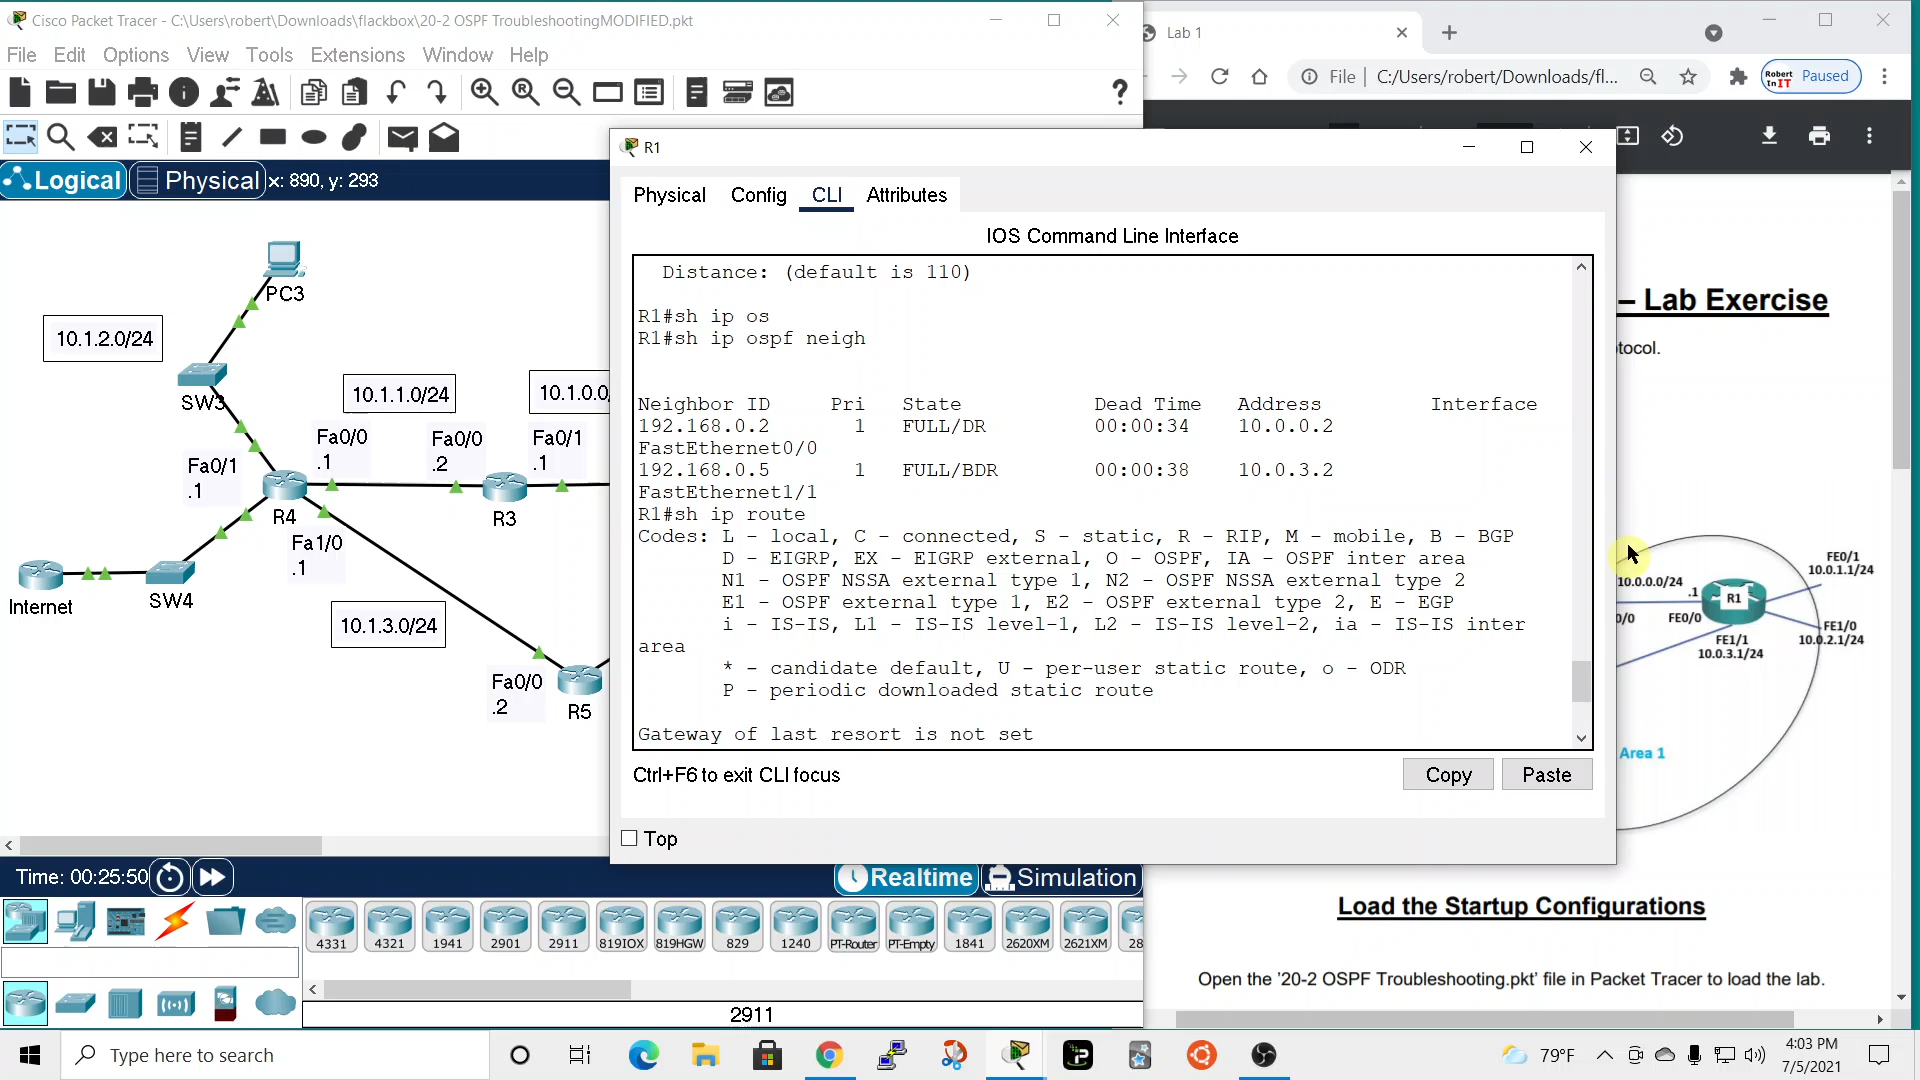 Cisco Packet Tracer - C:\Users\robert\Downloads\flackbox\20-2 OSPF TroubleshootingMODIFIED.pkt
File Edit Options View Tools Extensions Window Help
Logical Physical x: 890, y: 293
PC3
10.1.2.0/24
SW3
10.1.1.0/24
10.1.0.0/
Fa0/0
.1
Fa0/0
.2
Fa0/1
.1
Fa0/1
.1
R4
R3
Fa1/0
.1
Internet
SW4
10.1.3.0/24
Fa0/0
.2
R5
R1
Physical Config CLI Attributes
IOS Command Line Interface
Distance: (default is 110)
R1#sh ip os
R1#sh ip ospf neigh
Neighbor ID Pri State Dead Time Address Interface
192.168.0.2 1 FULL/DR 00:00:34 10.0.0.2
FastEthernet0/0
192.168.0.5 1 FULL/BDR 00:00:38 10.0.3.2
FastEthernet1/1
R1#sh ip route
Codes: L - local, C - connected, S - static, R - RIP, M - mobile, B - BGP
D - EIGRP, EX - EIGRP external, O - OSPF, IA - OSPF inter area
N1 - OSPF NSSA external type 1, N2 - OSPF NSSA external type 2
E1 - OSPF external type 1, E2 - OSPF external type 2, E - EGP
i - IS-IS, L1 - IS-IS level-1, L2 - IS-IS level-2, ia - IS-IS inter
area
* - candidate default, U - per-user static route, o - ODR
P - periodic downloaded static route
Gateway of last resort is not set
Ctrl+F6 to exit CLI focus
Copy Paste
Top
Time: 00:25:50
Realtime Simulation
4331 4321 1941 2901 2911 819IOX 819HGW 829 1240 PT-Router PT-Empty 1841 2620XM 2621XM 28
2911
Lab 1
File C:/Users/robert/Downloads/fl...
Robert InIT Paused
– Lab Exercise
tocol.
FE0/1
10.0.1.1/24
10.0.0.0/24
.1
R1
0/0
FE0/0
FE1/0
10.0.2.1/24
FE1/1
10.0.3.1/24
Area 1
Load the Startup Configurations
Open the '20-2 OSPF Troubleshooting.pkt' file in Packet Tracer to load the lab.
Type here to search
79°F
4:03 PM
7/5/2021